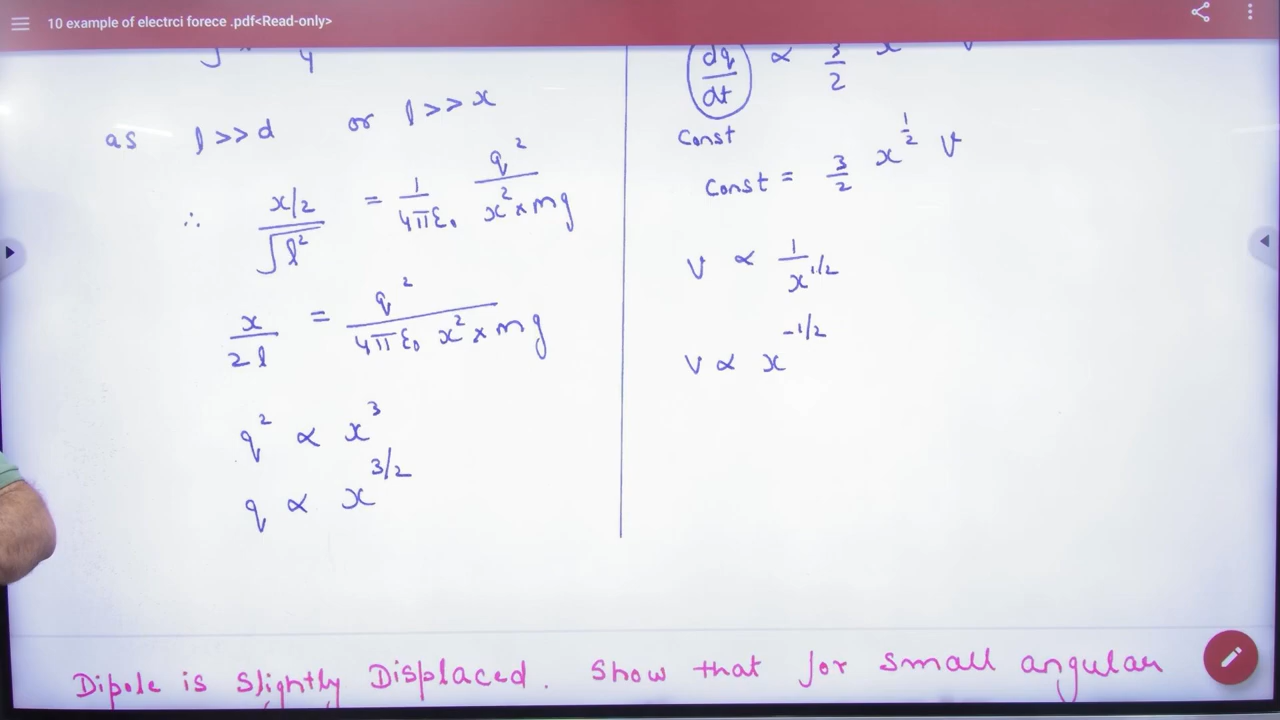 10 example of electrci forece .pdf<Read-only>
as l >> d or l >> x
∴ x/2 / √l² = 1/4πε₀ q²/x² × mg
x/2l = q²/4πε₀ x² × mg
q² ∝ x³
q ∝ x^3/2
(dq/dt) ∝ 3/2 x v
Const
Const = 3/2 x^1/2 v
v ∝ 1/x^1/2
v ∝ x^-1/2
Dipole is Slightly Displaced. Show that for small angular